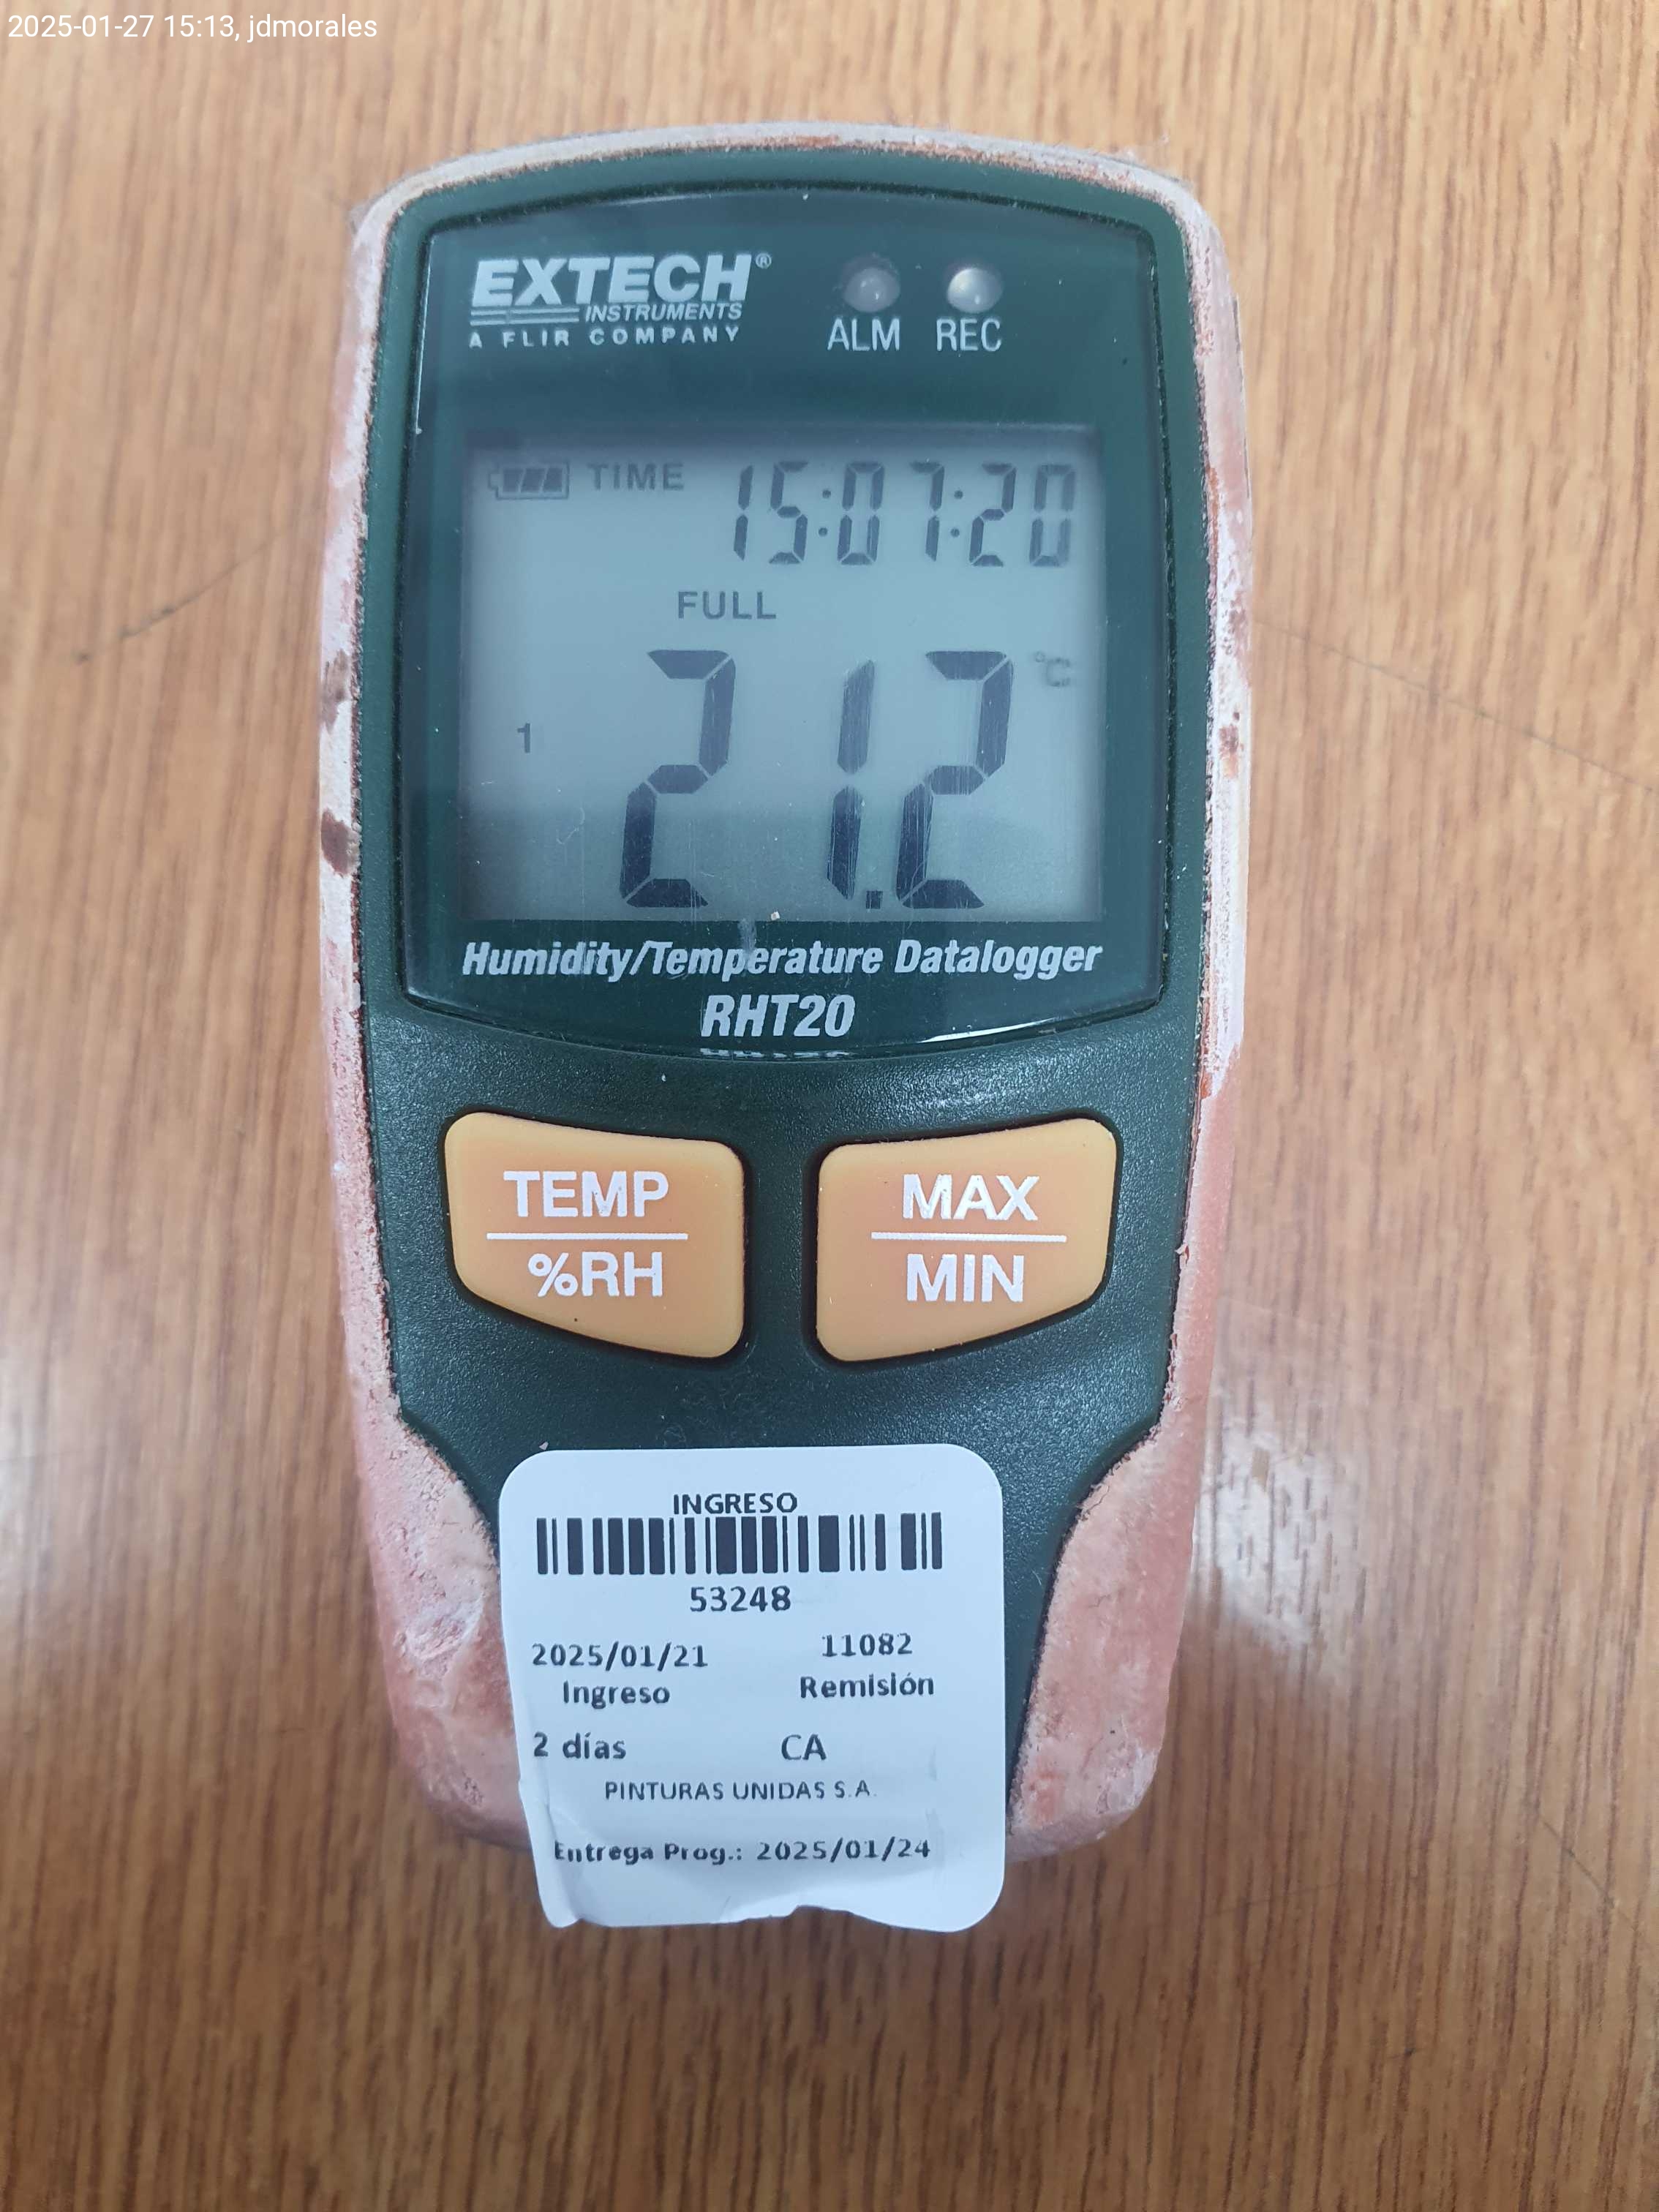 2025-01-27 15:13, jdmorales
EXTECH®
INSTRUMENTS
A FLIR COMPANY
ALM REC
TIME 15:07:20
FULL
1 21.2 °C
Humidity/Temperature Datalogger
RHT20
TEMP MAX
%RH MIN
INGRESO
53248
2025/01/21 11082
Ingreso Remisión
2 días CA
PINTURAS UNIDAS S.A.
Entrega Prog.: 2025/01/24